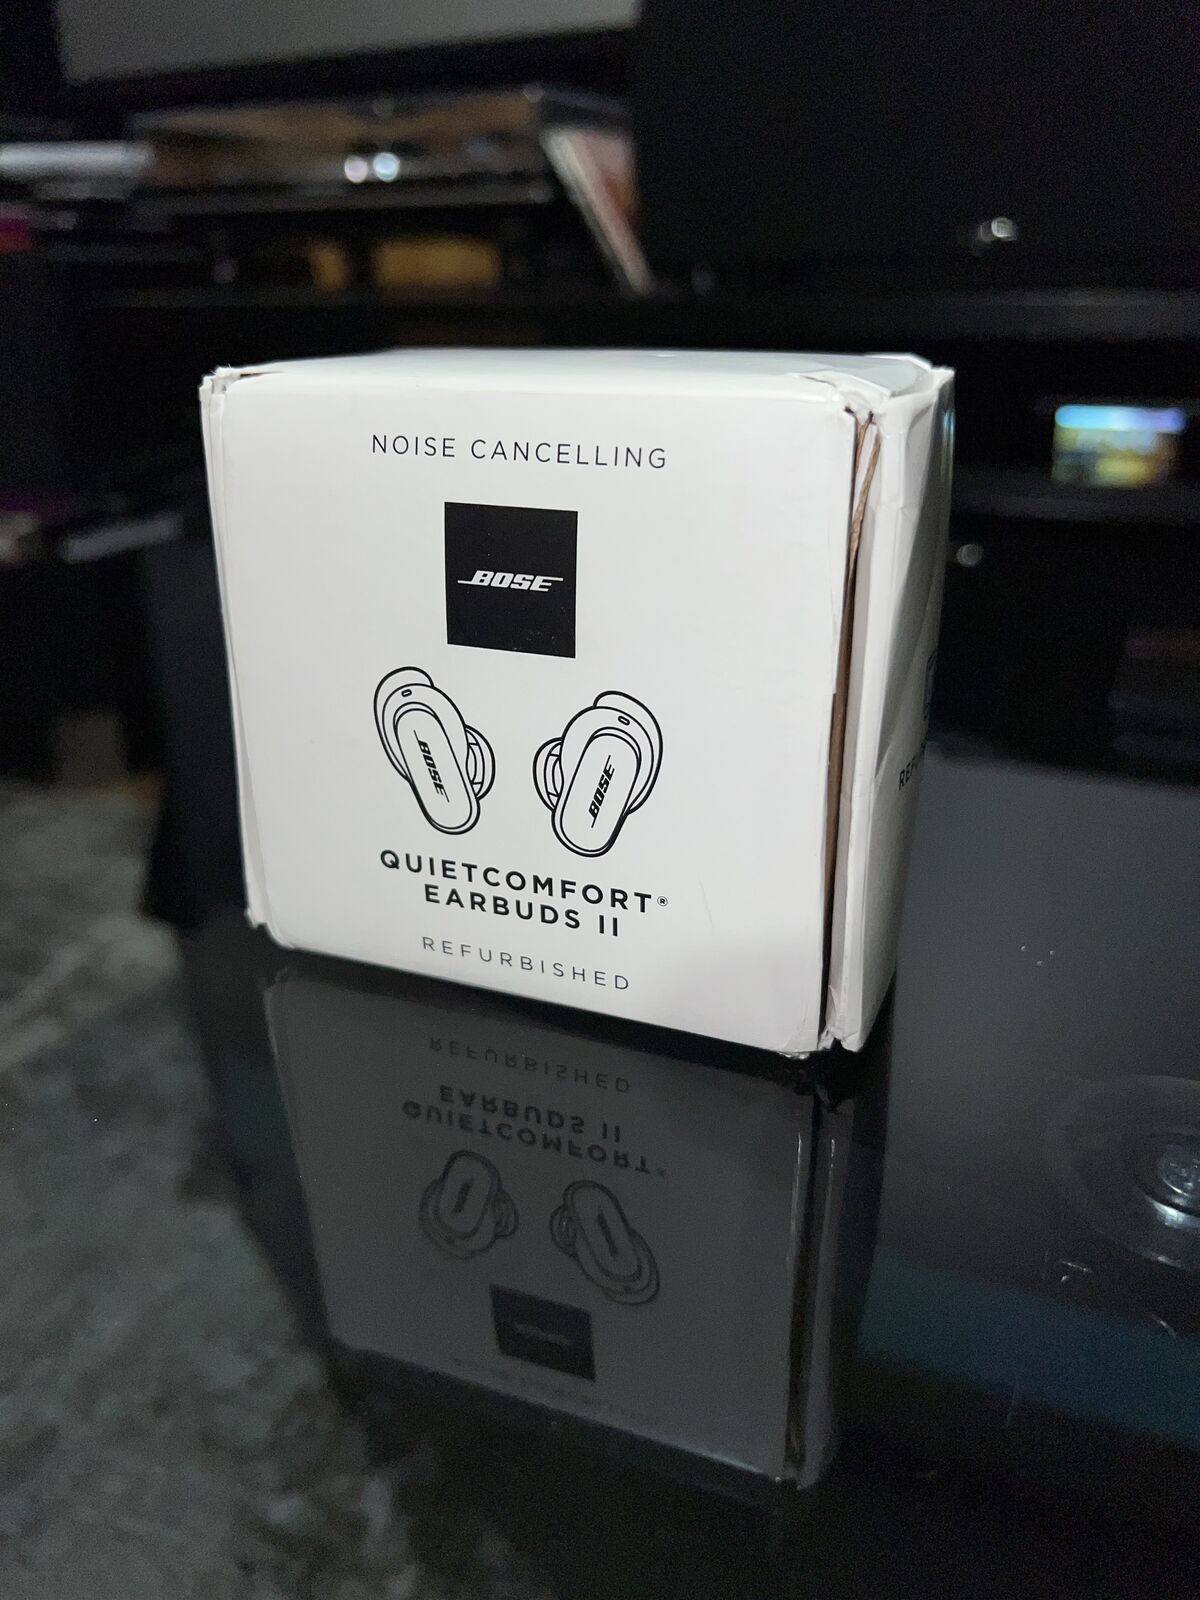 NOISE CANCELLING
BOSE
BOSE
BOSE
QUIETCOMFORT®
EARBUDS II
REFURBISHED